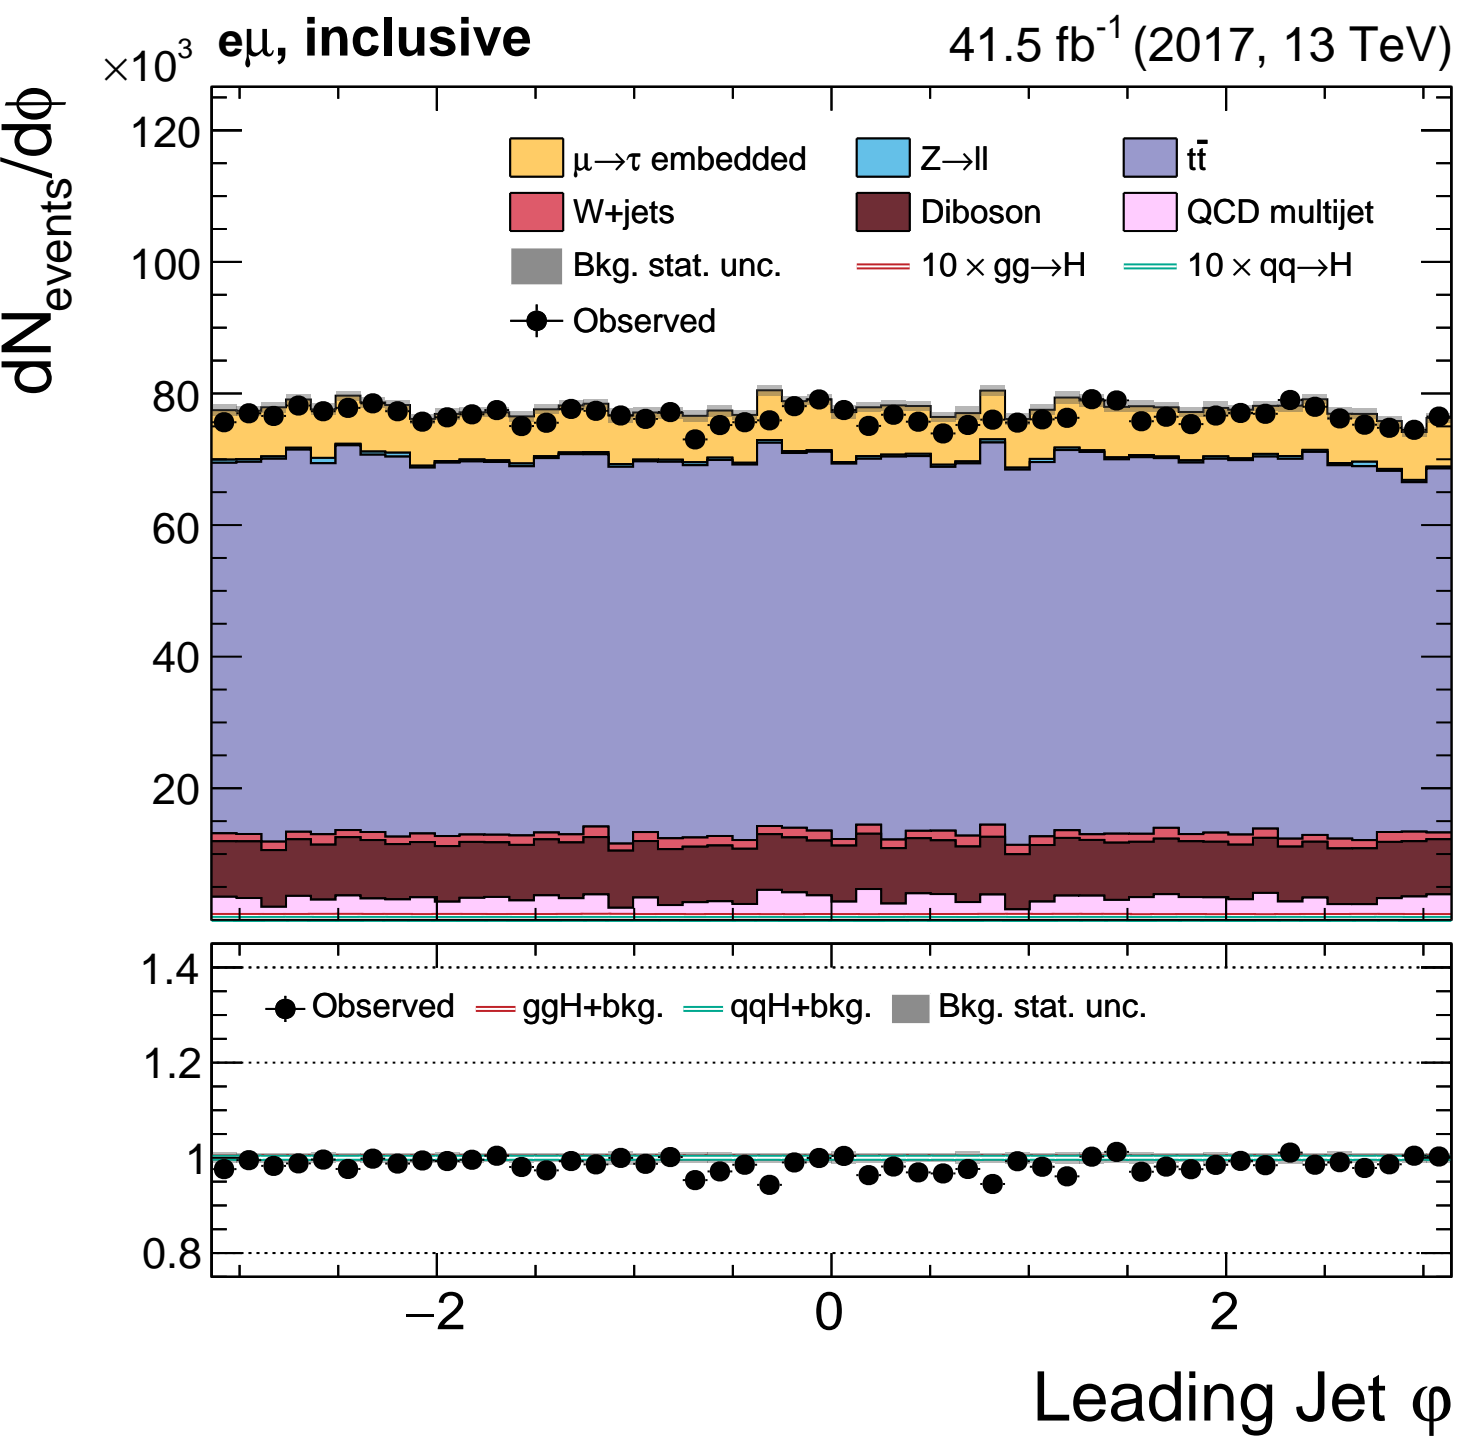 eμ, inclusive 41.5 fb⁻¹ (2017, 13 TeV)
×10³
dN_events/dϕ
120
100
80
60
40
20
μ→τ embedded Z→ll tt̄
W+jets Diboson QCD multijet
Bkg. stat. unc. 10 × gg→H 10 × qq→H
Observed
1.4
1.2
1
0.8
Observed ggH+bkg. qqH+bkg. Bkg. stat. unc.
−2 0 2
Leading Jet φ